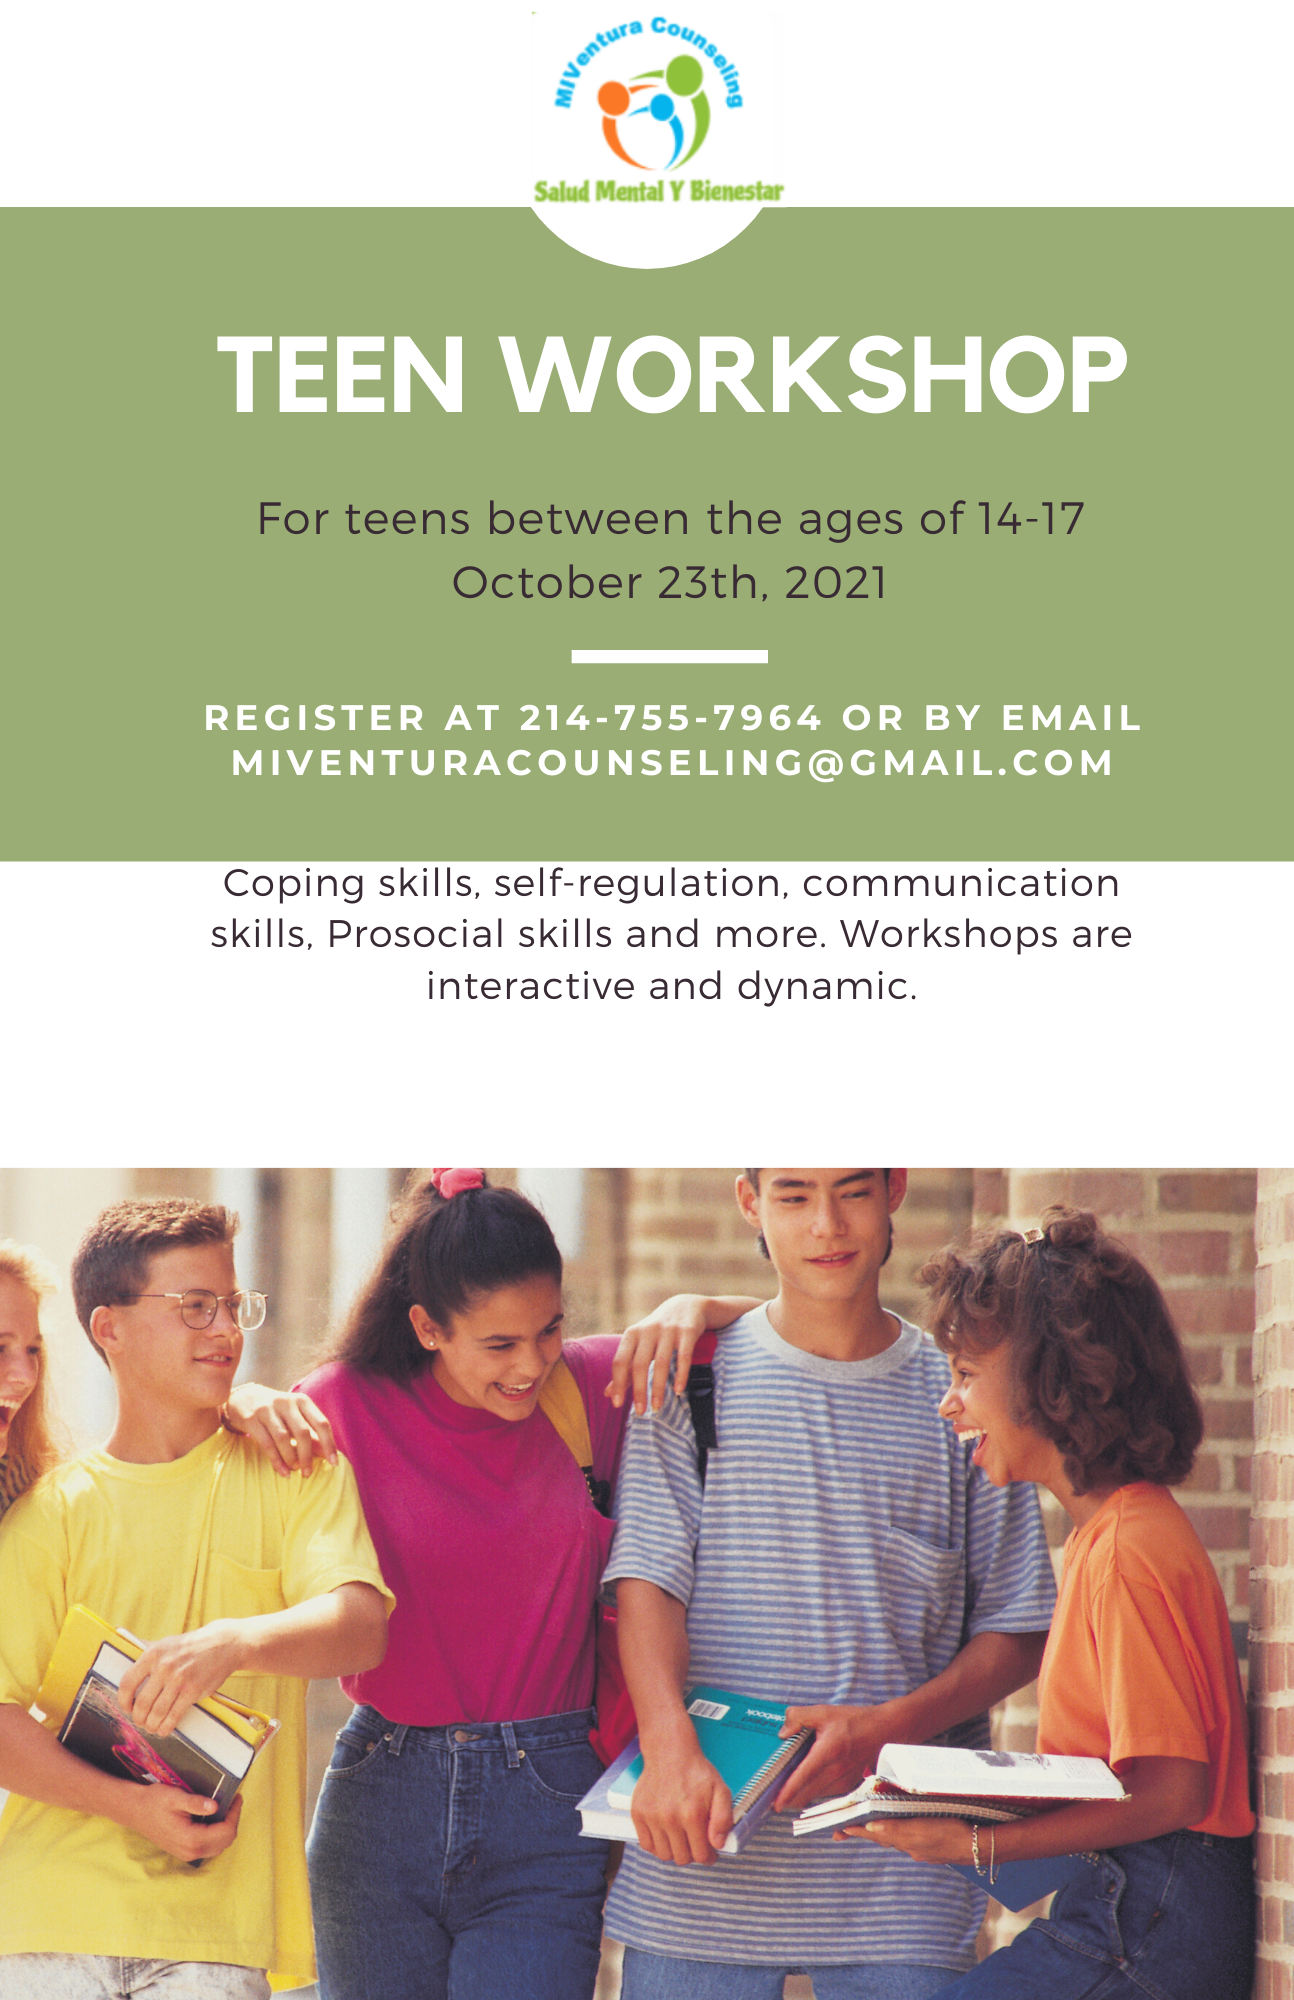 MIVentura Counseling
Salud Mental Y Bienestar
TEEN WORKSHOP
For teens between the ages of 14-17
October 23th, 2021
REGISTER AT 214-755-7964 OR BY EMAIL
MIVENTURACOUNSELING@GMAIL.COM
Coping skills, self-regulation, communication
skills, Prosocial skills and more. Workshops are
interactive and dynamic.